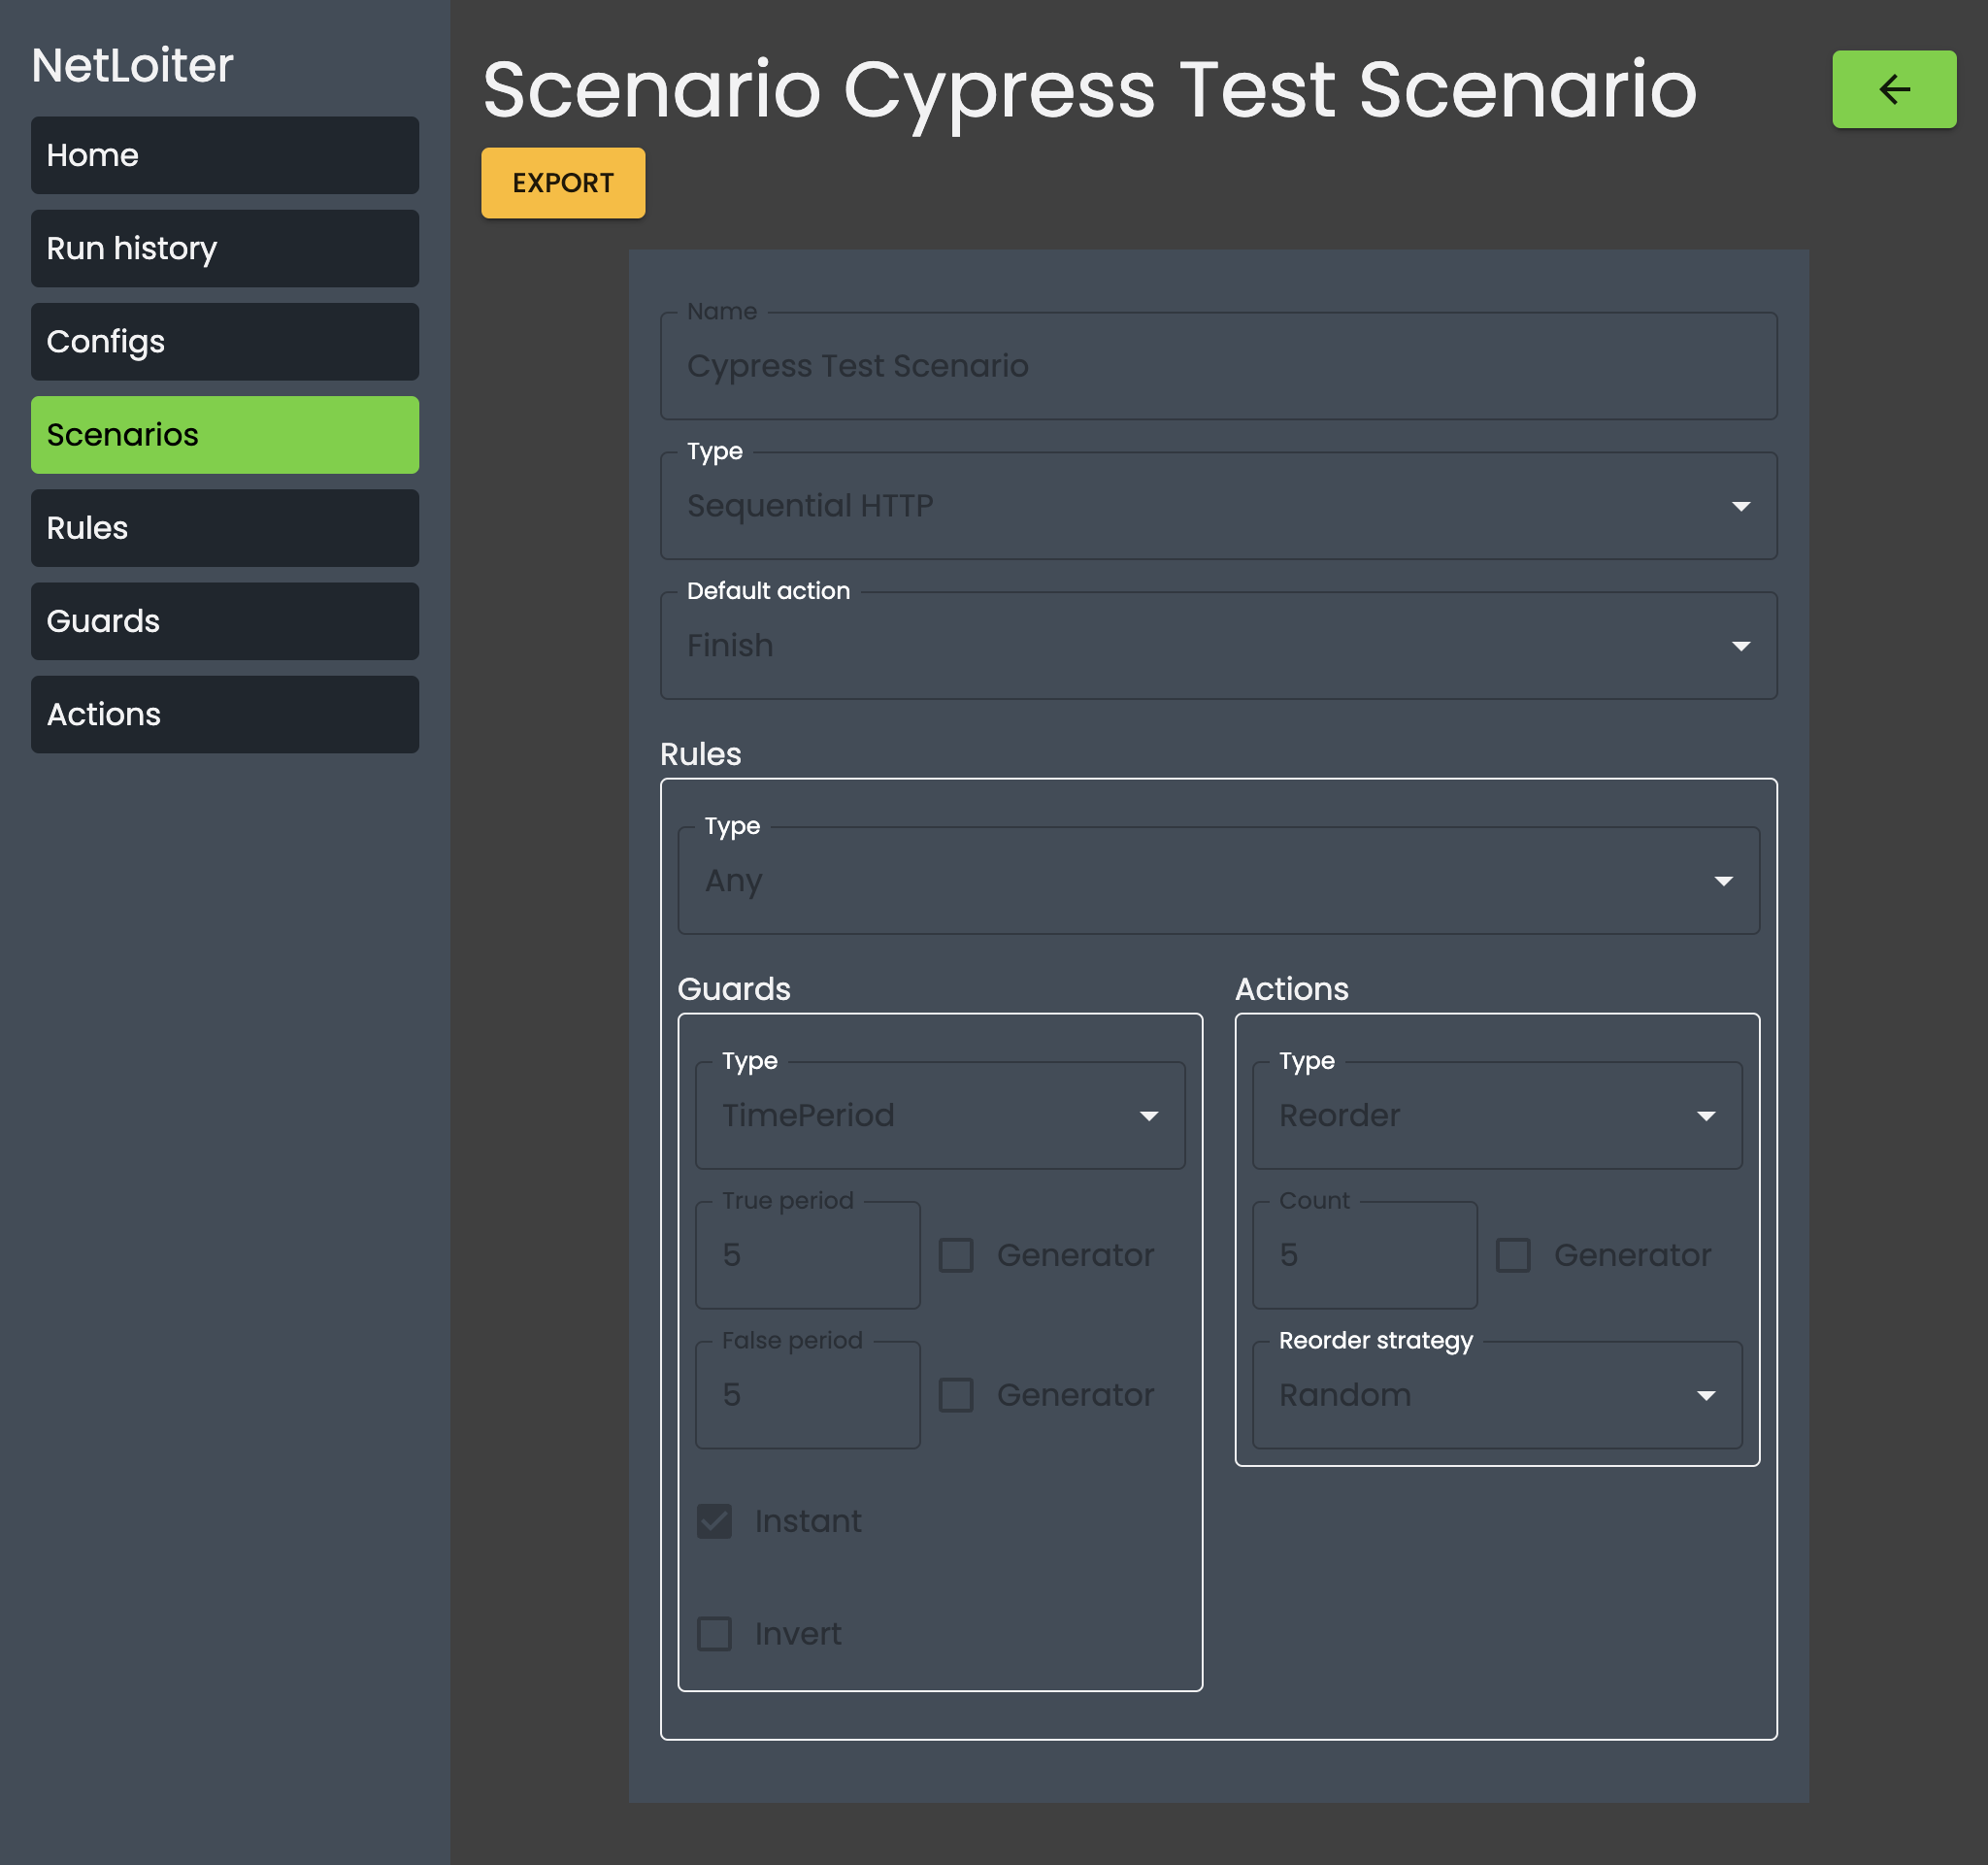 NetLoiter
Home
Run history
Configs
Scenarios
Rules
Guards
Actions
Scenario Cypress Test Scenario
EXPORT
Name
Cypress Test Scenario
Type
Sequential HTTP
Default action
Finish
Rules
Type
Any
Guards
Type
TimePeriod
True period
5
Generator
False period
5
Generator
Instant
Invert
Actions
Type
Reorder
Count
5
Generator
Reorder strategy
Random